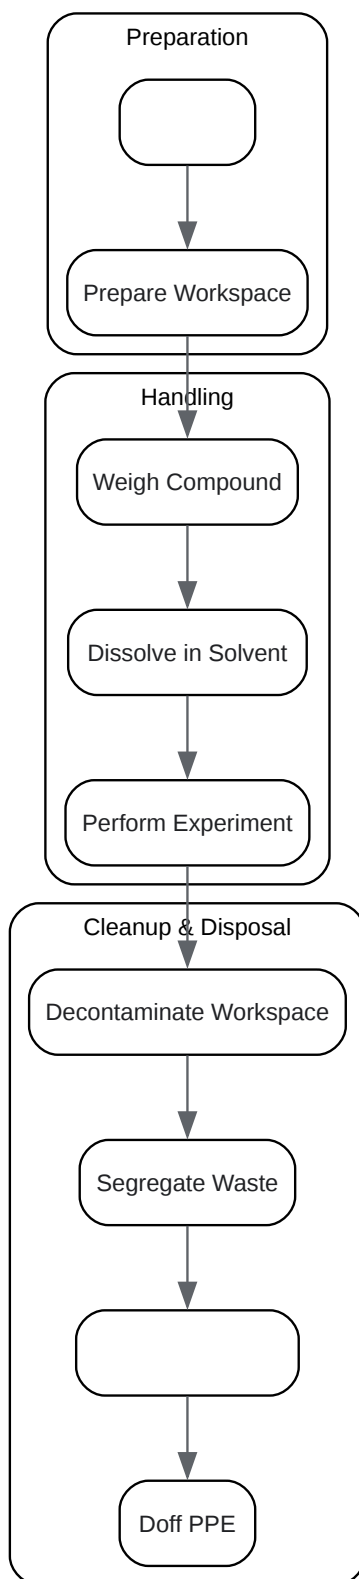 Preparation
Prepare Workspace
Handling
Weigh Compound
Dissolve in Solvent
Perform Experiment
Cleanup & Disposal
Decontaminate Workspace
Segregate Waste
Doff PPE